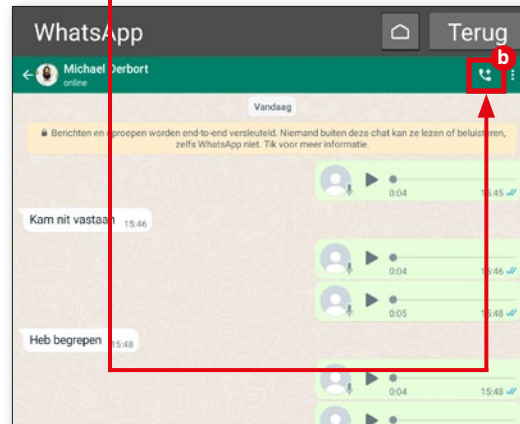 WhatsApp
Terug
b
Michael Derbort
online
Vandaag
Berichten en oproepen worden end-to-end versleuteld. Niemand buiten deze chat kan ze lezen of beluisteren,
zelfs WhatsApp niet. Tik voor meer informatie.
0:04 15:45
Kam nit vastaan 15:46
0:04 15:46
0:05 15:48
Heb begrepen 15:48
0:04 15:48